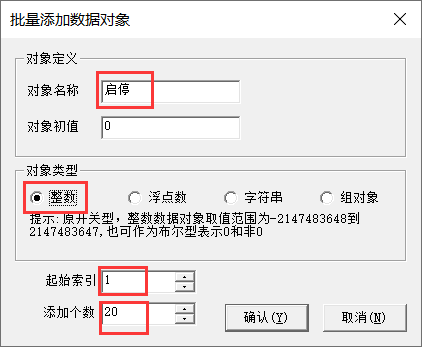 批量添加数据对象
对象定义
对象名称 启停
对象初值 0
对象类型
整数 浮点数 字符串 组对象
提示:原开关型,整数数据对象取值范围为-2147483648到
2147483647,也可作为布尔型表示0和非0
起始索引 1
添加个数 20
确认(Y) 取消(N)